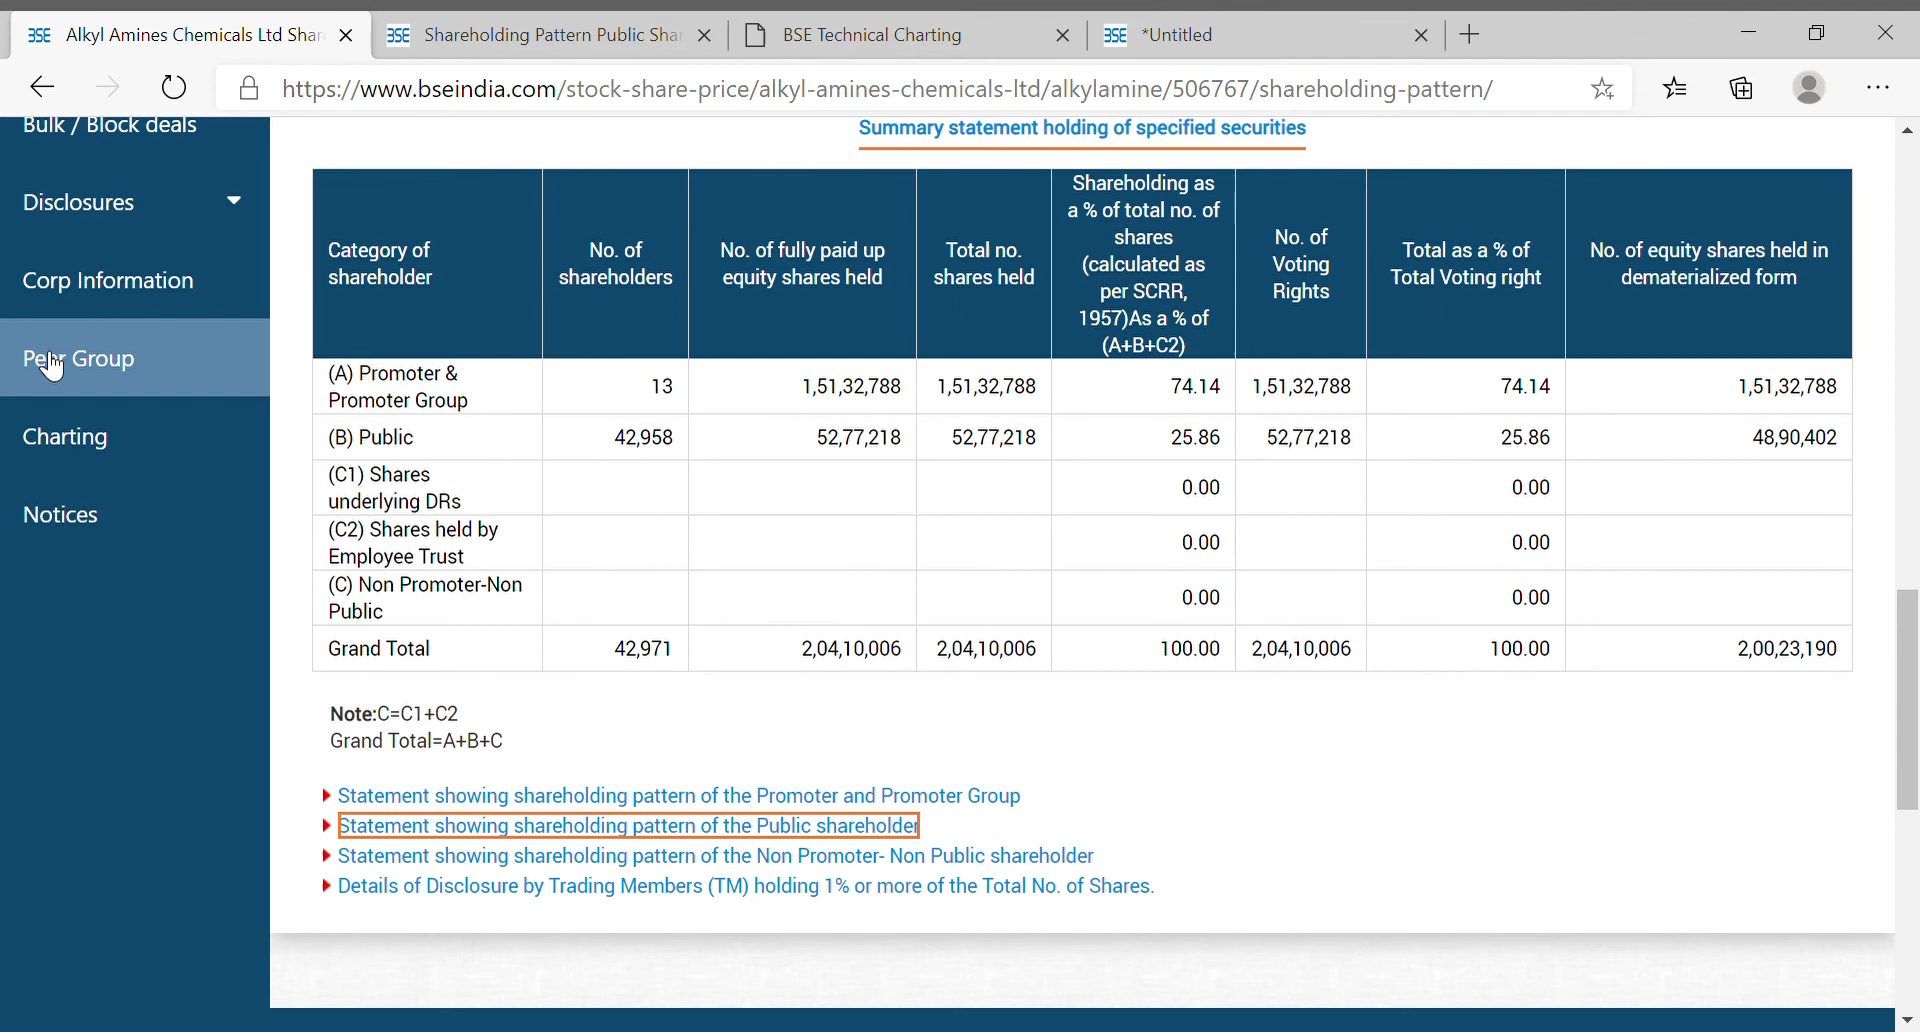 BSE Alkyl Amines Chemicals Ltd Shar
BSE Shareholding Pattern Public Sha
BSE Technical Charting
BSE *Untitled
https://www.bseindia.com/stock-share-price/alkyl-amines-chemicals-ltd/alkylamine/506767/shareholding-pattern/
Bulk / Block deals
Disclosures
Corp Information
Peer Group
Charting
Notices
Summary statement holding of specified securities
Category of
shareholder
No. of
shareholders
No. of fully paid up
equity shares held
Total no.
shares held
Shareholding as
a % of total no. of
shares
(calculated as
per SCRR,
1957)As a % of
(A+B+C2)
No. of
Voting
Rights
Total as a % of
Total Voting right
No. of equity shares held in
dematerialized form
(A) Promoter &
Promoter Group
13 1,51,32,788 1,51,32,788 74.14 1,51,32,788 74.14 1,51,32,788
(B) Public 42,958 52,77,218 52,77,218 25.86 52,77,218 25.86 48,90,402
(C1) Shares
underlying DRs
0.00 0.00
(C2) Shares held by
Employee Trust
0.00 0.00
(C) Non Promoter-Non
Public
0.00 0.00
Grand Total 42,971 2,04,10,006 2,04,10,006 100.00 2,04,10,006 100.00 2,00,23,190
Note:C=C1+C2
Grand Total=A+B+C
Statement showing shareholding pattern of the Promoter and Promoter Group
Statement showing shareholding pattern of the Public shareholder
Statement showing shareholding pattern of the Non Promoter- Non Public shareholder
Details of Disclosure by Trading Members (TM) holding 1% or more of the Total No. of Shares.